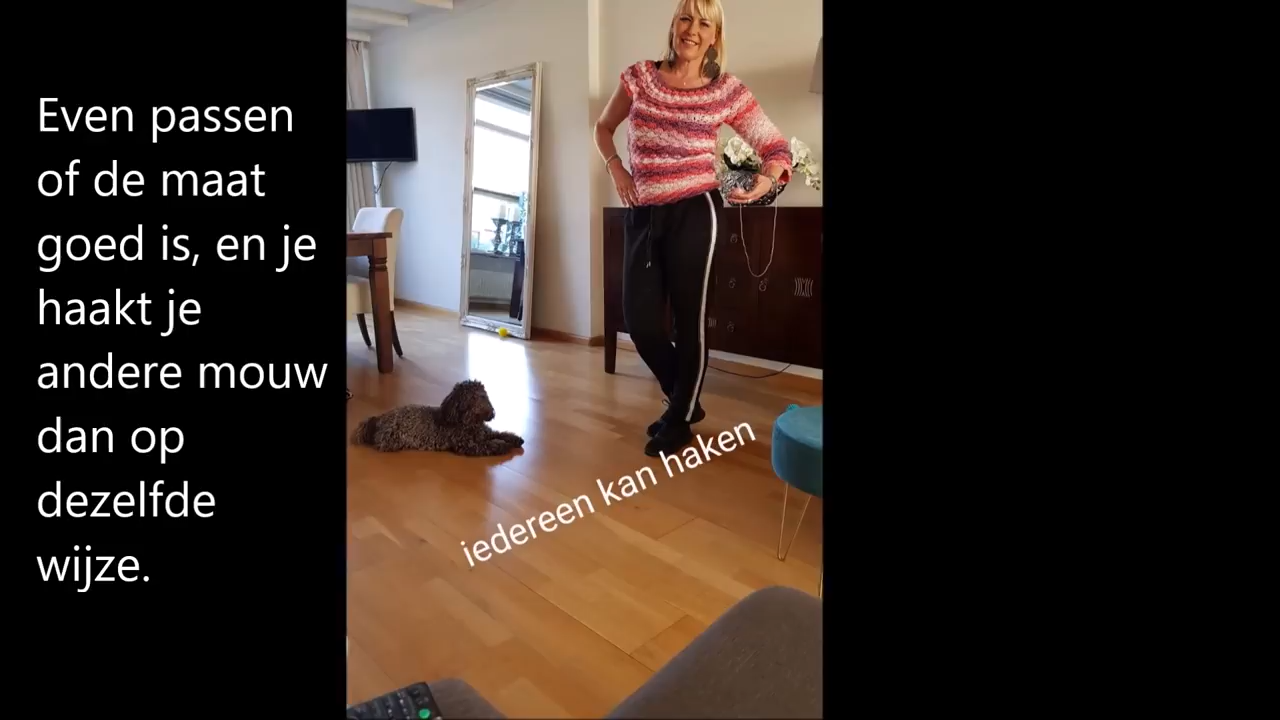 Even passen
of de maat
goed is, en je
haakt je
andere mouw
dan op
dezelfde
wijze.
iedereen kan haken